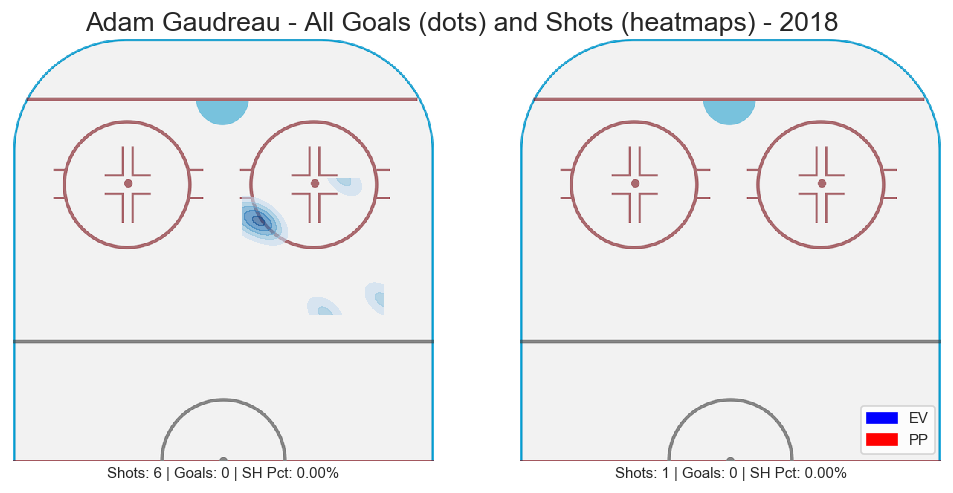 Adam Gaudreau - All Goals (dots) and Shots (heatmaps) - 2018
EV
PP
Shots: 6 | Goals: 0 | SH Pct: 0.00%
Shots: 1 | Goals: 0 | SH Pct: 0.00%